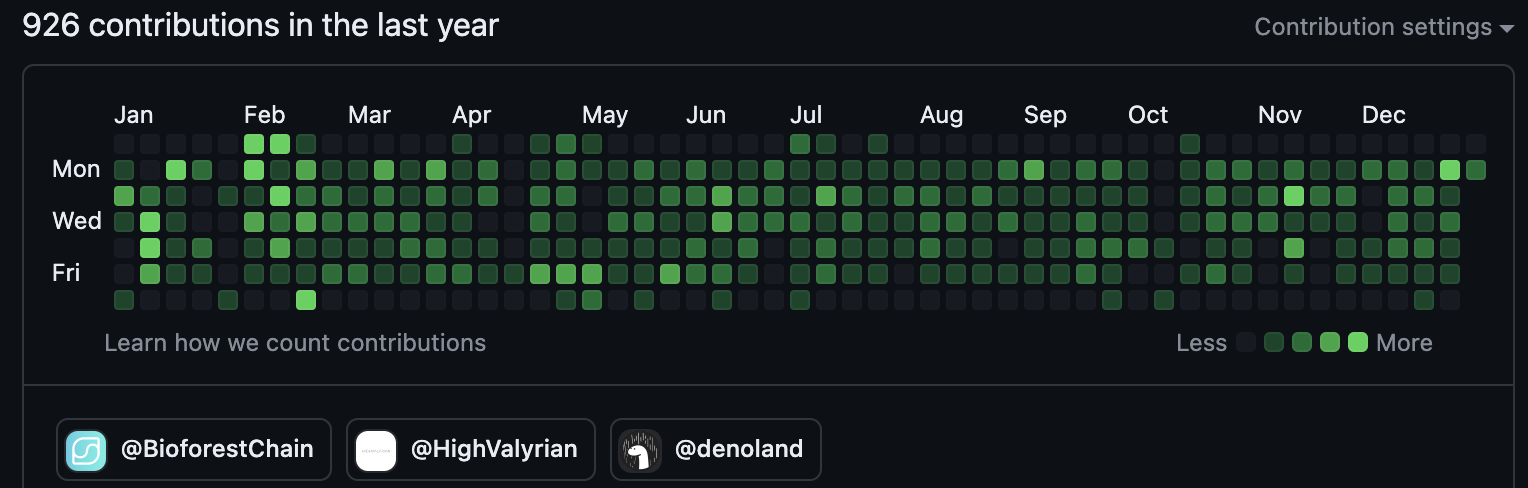 926 contributions in the last year
Contribution settings
Jan Feb Mar Apr May Jun Jul Aug Sep Oct Nov Dec
Mon
Wed
Fri
Learn how we count contributions
Less More
@BioforestChain @HighValyrian @denoland